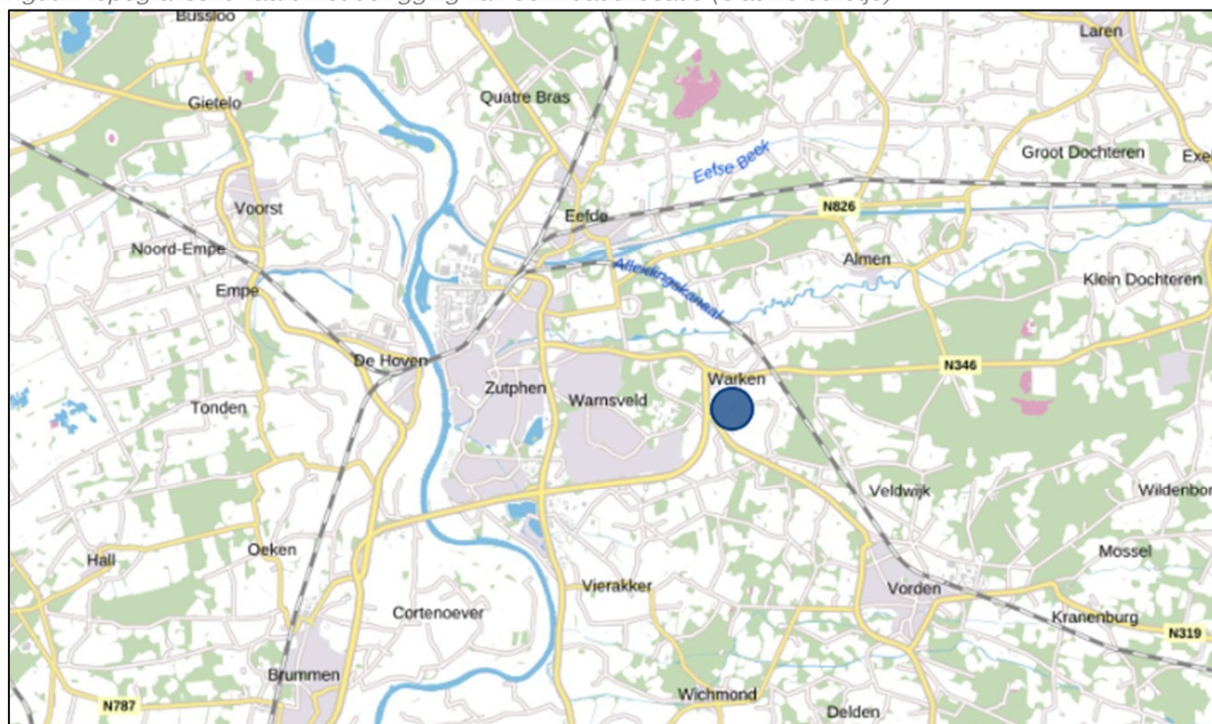 Bussloo
Laren
Gietelo
Quatre Bras
Groot Dochteren
Eefse Beek
Voorst
N826
Eefde
Noord-Empe
Almen
Afleidingskanaal
Klein Dochteren
Empe
De Hoven
N346
Warken
Zutphen
Warnsveld
Tonden
Veldwijk
Oeken
Hall
Mossel
Vierakker
Vorden
Cortenoever
Kranenburg
N319
Brummen
Wichmond
N787
Delden